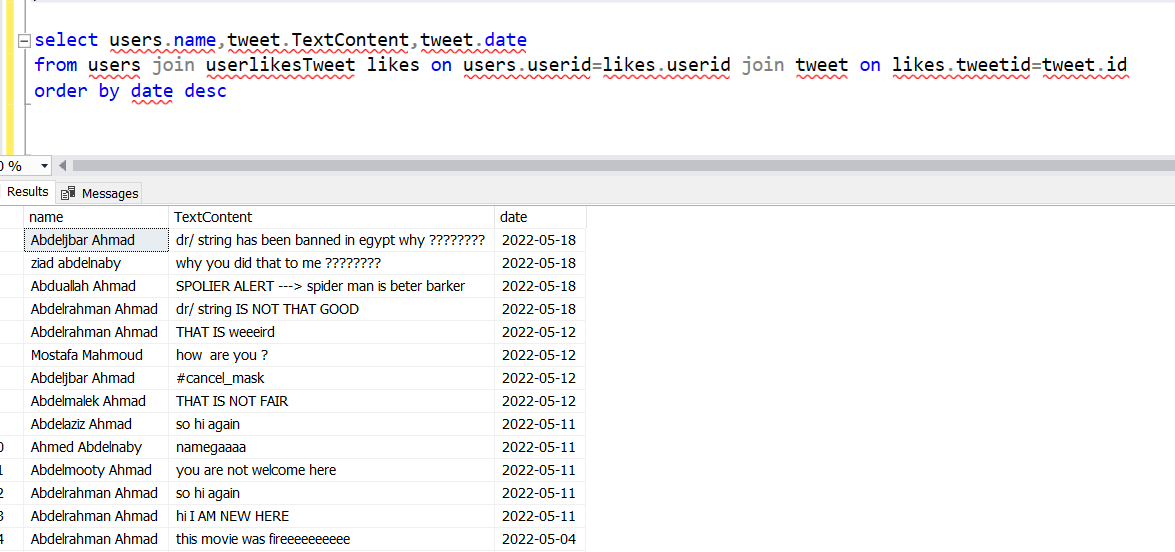 select users.name,tweet.TextContent,tweet.date
from users join userlikesTweet likes on users.userid=likes.userid join tweet on likes.tweetid=tweet.id
order by date desc
0 %
Results Messages
name TextContent date
Abdeljbar Ahmad dr/ string has been banned in egypt why ???????? 2022-05-18
ziad abdelnaby why you did that to me ???????? 2022-05-18
Abduallah Ahmad SPOLIER ALERT ---> spider man is beter barker 2022-05-18
Abdelrahman Ahmad dr/ string IS NOT THAT GOOD 2022-05-18
Abdelrahman Ahmad THAT IS weeeird 2022-05-12
Mostafa Mahmoud how  are you ? 2022-05-12
Abdeljbar Ahmad #cancel_mask 2022-05-12
Abdelmalek Ahmad THAT IS NOT FAIR 2022-05-12
Abdelaziz Ahmad so hi again 2022-05-11
0 Ahmed Abdelnaby namegaaaa 2022-05-11
1 Abdelmooty Ahmad you are not welcome here 2022-05-11
2 Abdelrahman Ahmad so hi again 2022-05-11
3 Abdelrahman Ahmad hi I AM NEW HERE 2022-05-11
4 Abdelrahman Ahmad this movie was fireeeeeeeeee 2022-05-04